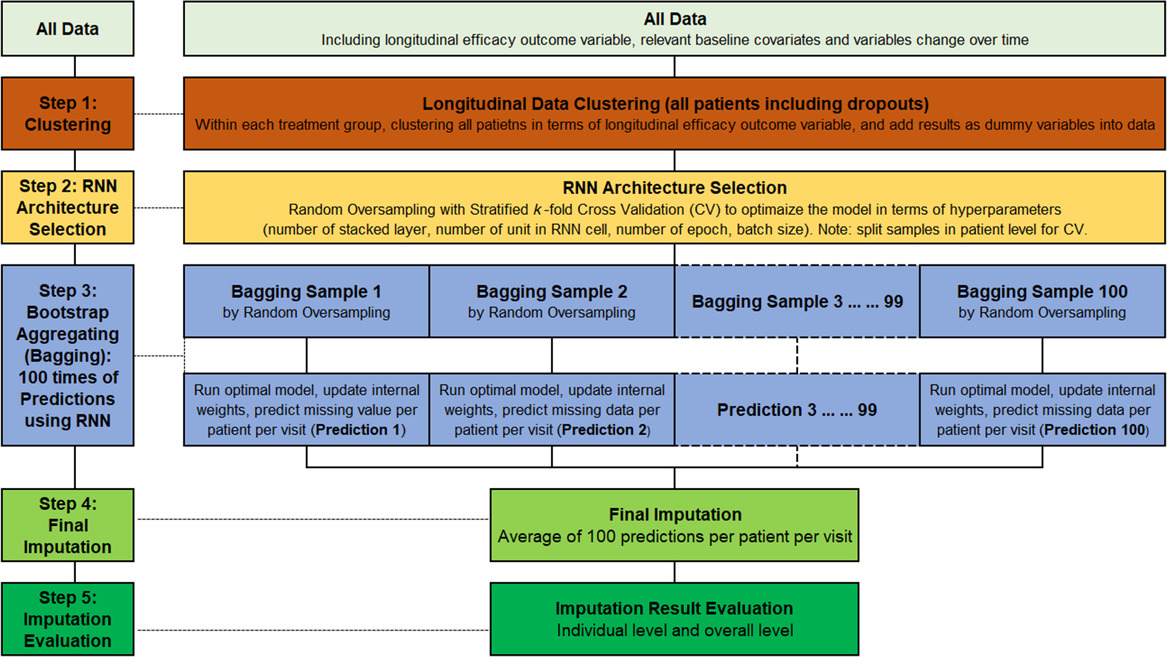 All Data
All Data
Including longitudinal efficacy outcome variable, relevant baseline covariates and variables change over time
Step 1:
Clustering
Longitudinal Data Clustering (all patients including dropouts)
Within each treatment group, clustering all patietns in terms of longitudinal efficacy outcome variable, and add results as dummy variables into data
Step 2: RNN
Architecture
Selection
RNN Architecture Selection
Random Oversampling with Stratified k-fold Cross Validation (CV) to optimaize the model in terms of hyperparameters
(number of stacked layer, number of unit in RNN cell, number of epoch, batch size). Note: split samples in patient level for CV.
Step 3:
Bootstrap
Aggregating
(Bagging):
100 times of
Predictions
using RNN
Bagging Sample 1
by Random Oversampling
Bagging Sample 2
by Random Oversampling
Bagging Sample 3 ... ... 99
Bagging Sample 100
by Random Oversampling
Run optimal model, update internal
weights, predict missing value per
patient per visit (Prediction 1)
Run optimal model, update internal
weights, predict missing data per
patient per visit (Prediction 2)
Prediction 3 ... ... 99
Run optimal model, update internal
weights, predict missing data per
patient per visit (Prediction 100)
Step 4:
Final
Imputation
Final Imputation
Average of 100 predictions per patient per visit
Step 5:
Imputation
Evaluation
Imputation Result Evaluation
Individual level and overall level